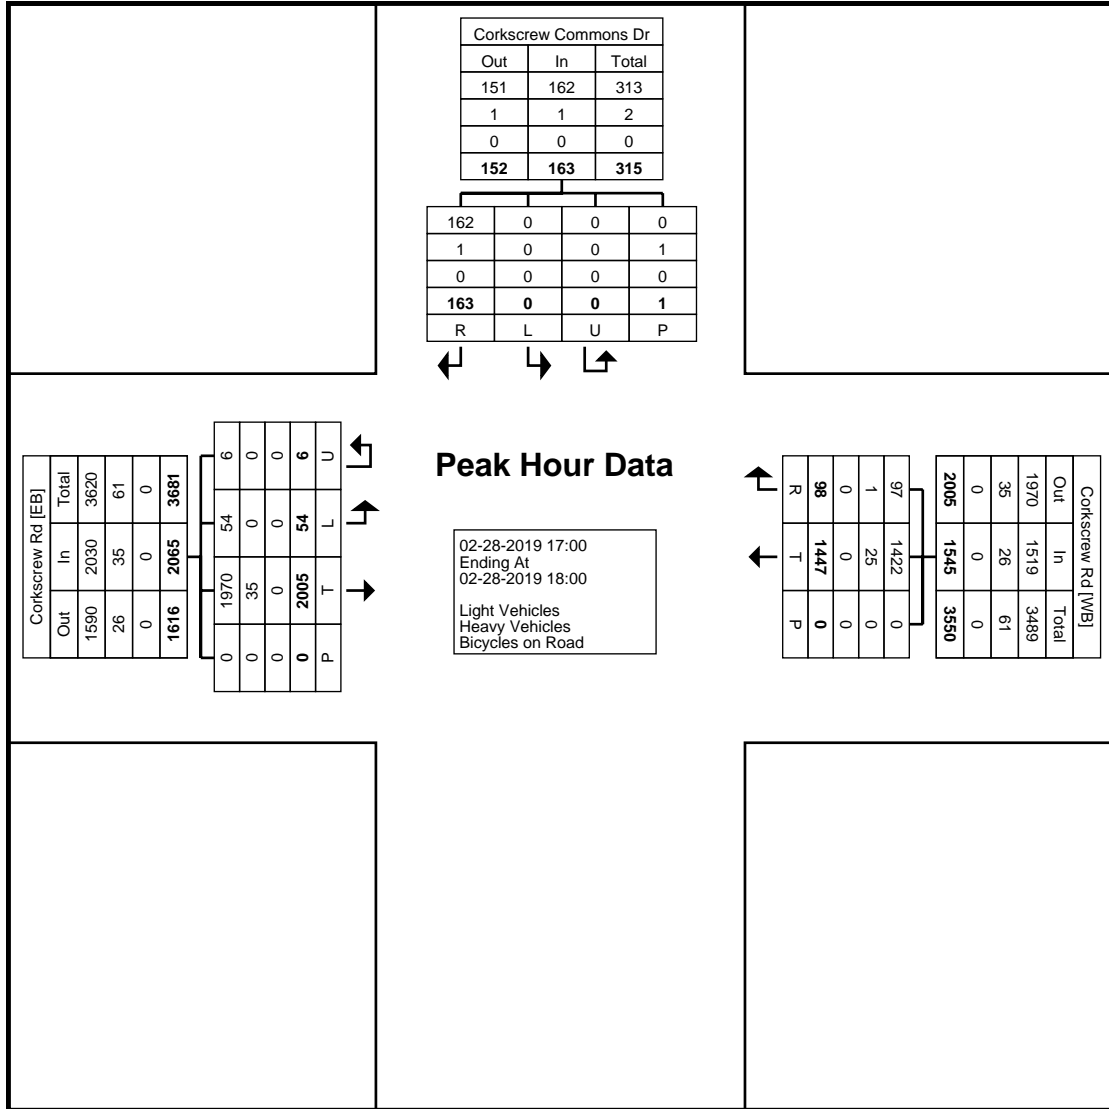 Corkscrew Commons Dr
Out In Total
151 162 313
1 1 2
0 0 0
152 163 315
162 0 0 0
1 0 0 1
0 0 0 0
163 0 0 1
R L U P
Peak Hour Data
02-28-2019 17:00
Ending At
02-28-2019 18:00
Light Vehicles
Heavy Vehicles
Bicycles on Road
Corkscrew Rd [EB]
Out In Total
1590 2030 3620
26 35 61
0 0 0
1616 2065 3681
0 1970 54 6
0 35 0 0
0 0 0 0
0 2005 54 6
P T L U
Corkscrew Rd [WB]
Out In Total
1970 1519 3489
35 26 61
0 0 0
2005 1545 3550
97 1422 0
1 25 0
0 0 0
98 1447 0
R T P